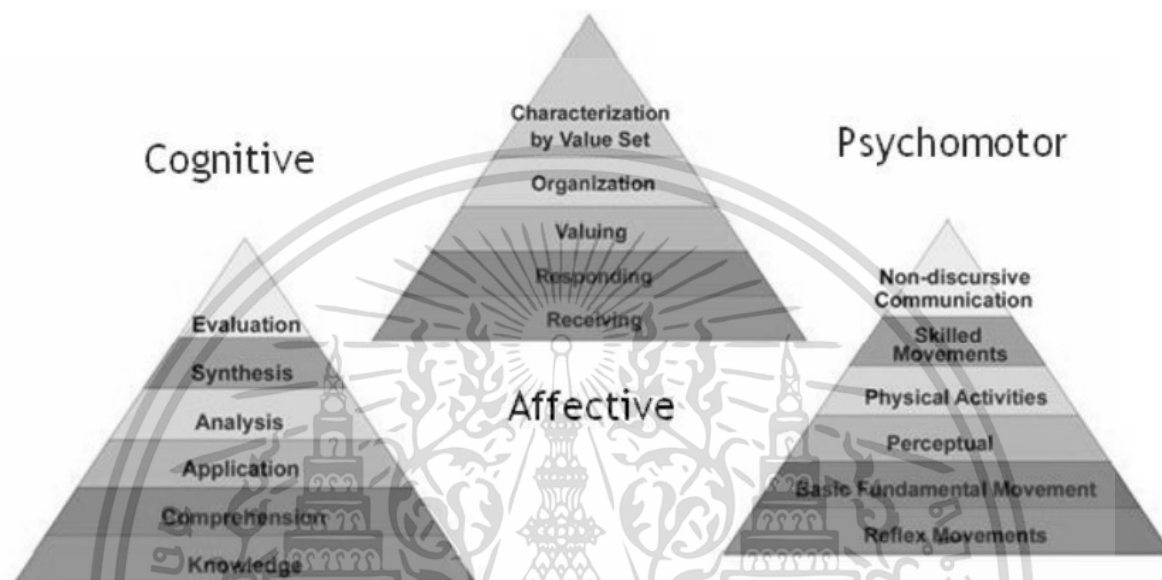 Cognitive
Evaluation
Synthesis
Analysis
Application
Comprehension
Knowledge
Characterization
by Value Set
Organization
Valuing
Responding
Receiving
Affective
Psychomotor
Non-discursive
Communication
Skilled
Movements
Physical Activities
Perceptual
Basic Fundamental Movement
Reflex Movements